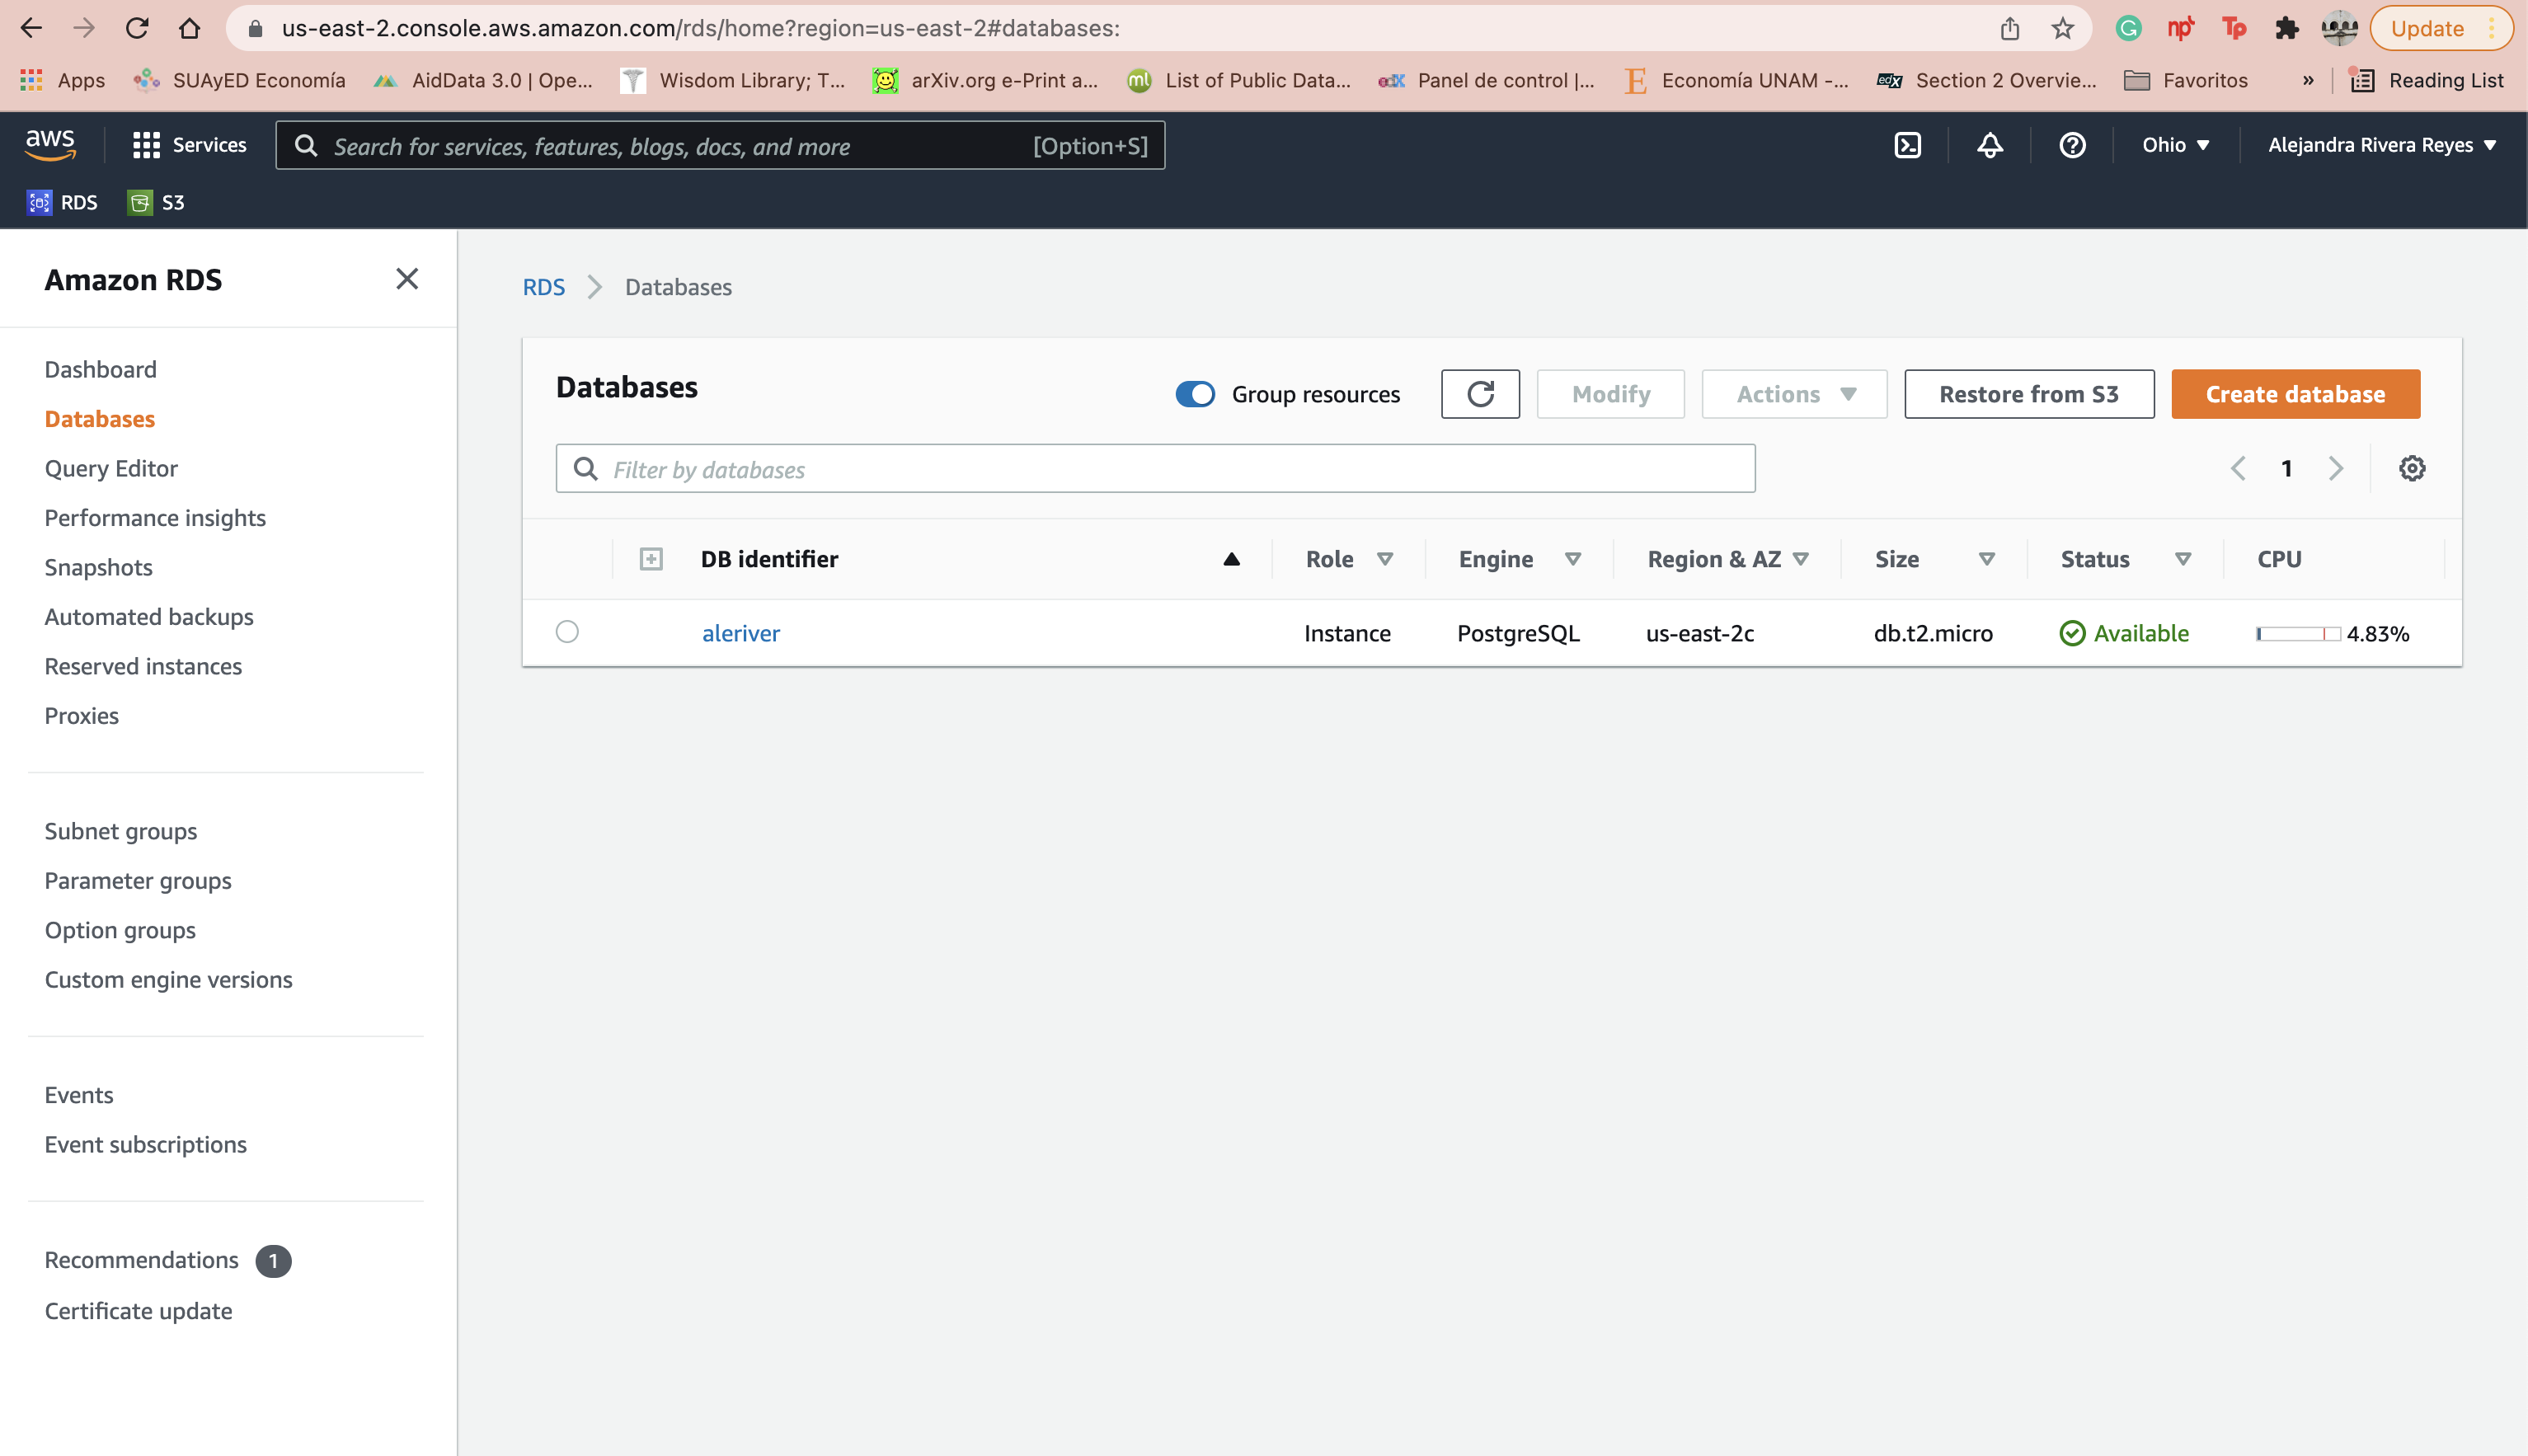 us-east-2.console.aws.amazon.com/rds/home?region=us-east-2#databases:
Update
Apps
SUAyED Economía
AidData 3.0 | Ope...
Wisdom Library; T...
arXiv.org e-Print a...
List of Public Data...
Panel de control |...
Economía UNAM -...
Section 2 Overvie...
Favoritos
»
Reading List
aws
Services
Search for services, features, blogs, docs, and more
[Option+S]
Ohio
Alejandra Rivera Reyes
RDS
S3
Amazon RDS
Dashboard
Databases
Query Editor
Performance insights
Snapshots
Automated backups
Reserved instances
Proxies
Subnet groups
Parameter groups
Option groups
Custom engine versions
Events
Event subscriptions
Recommendations 1
Certificate update
RDS > Databases
Databases
Group resources
Modify
Actions
Restore from S3
Create database
Filter by databases
1
DB identifier Role Engine Region & AZ Size Status CPU
aleriver Instance PostgreSQL us-east-2c db.t2.micro Available 4.83%